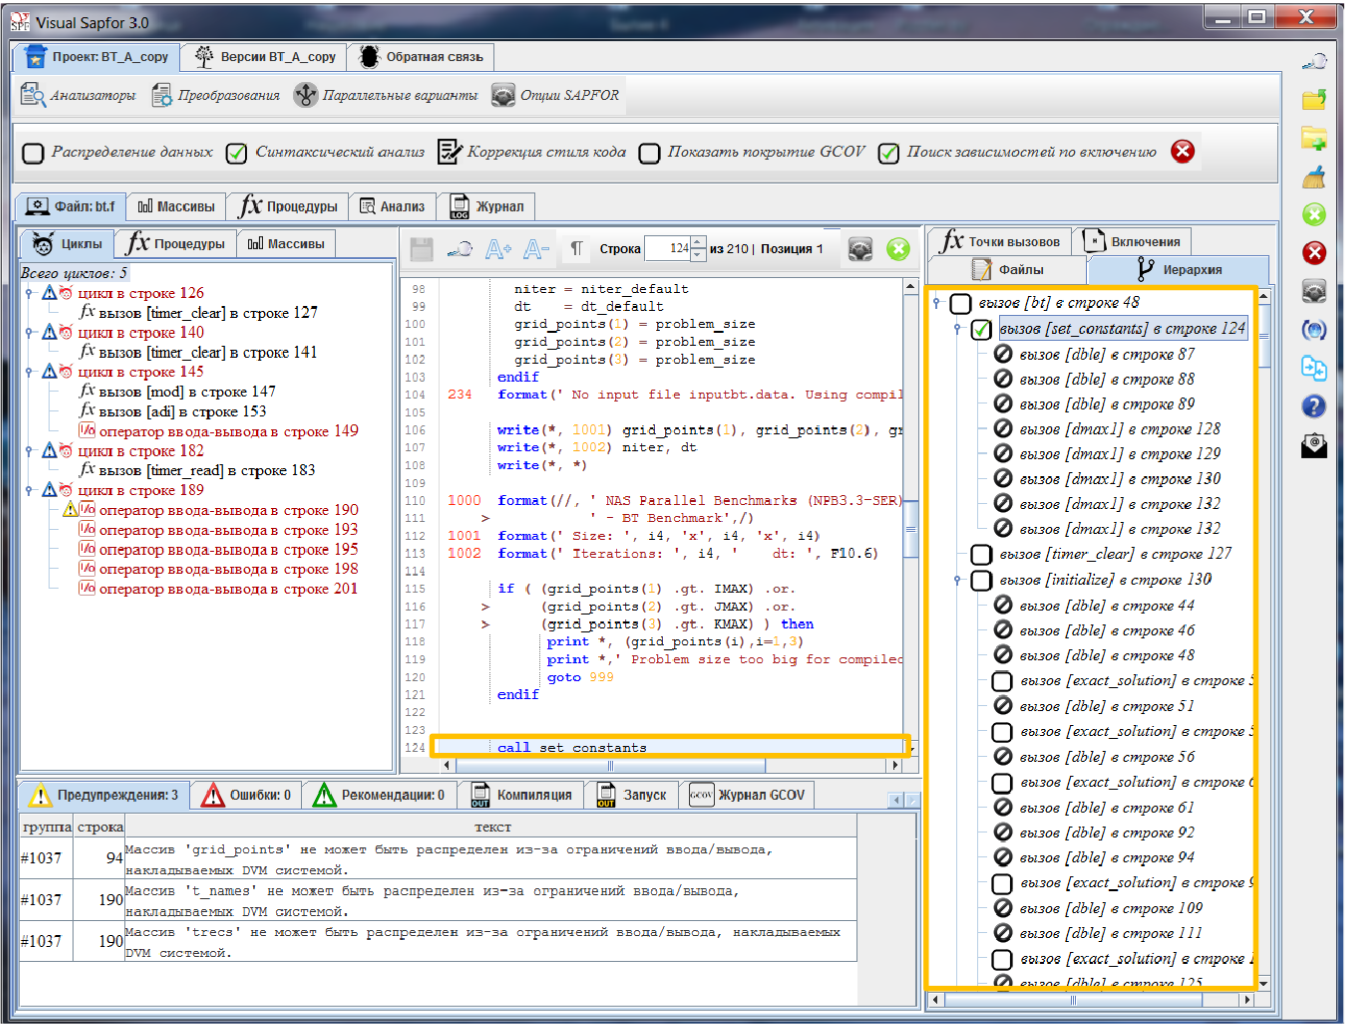 Visual Sapfor 3.0
Проект: BT_A_copy
Версии BT_A_copy
Обратная связь
Анализаторы
Преобразования
Параллельные варианты
Опции SAPFOR
Распределение данных
Синтаксический анализ
Коррекция стиля кода
Показать покрытие GCOV
Поиск зависимостей по включению
Файл: bt.f
Массивы
fx Процедуры
Анализ
Журнал
Циклы
fx Процедуры
Массивы
Всего циклов: 5
цикл в строке 126
fx вызов [timer_clear] в строке 127
цикл в строке 140
fx вызов [timer_clear] в строке 141
цикл в строке 145
fx вызов [mod] в строке 147
fx вызов [adi] в строке 153
I/o оператор ввода-вывода в строке 149
цикл в строке 182
fx вызов [timer_read] в строке 183
цикл в строке 189
I/o оператор ввода-вывода в строке 190
I/o оператор ввода-вывода в строке 193
I/o оператор ввода-вывода в строке 195
I/o оператор ввода-вывода в строке 198
I/o оператор ввода-вывода в строке 201
A+ A- ¶ Строка 124 из 210 | Позиция 1
98 niter = niter_default
99 dt    = dt_default
100 grid_points(1) = problem_size
101 grid_points(2) = problem_size
102 grid_points(3) = problem_size
103 endif
104 234 format(' No input file inputbt.data. Using compil
105
106 write(*, 1001) grid_points(1), grid_points(2), gr
107 write(*, 1002) niter, dt
108 write(*, *)
109
110 1000 format(//, ' NAS Parallel Benchmarks (NPB3.3-SER)
111 > ' - BT Benchmark',/)
112 1001 format(' Size: ', i4, 'x', i4, 'x', i4)
113 1002 format(' Iterations: ', i4, '    dt: ', F10.6)
114
115 if ( (grid_points(1) .gt. IMAX) .or.
116 > (grid_points(2) .gt. JMAX) .or.
117 > (grid_points(3) .gt. KMAX) ) then
118 print *, (grid_points(i),i=1,3)
119 print *,' Problem size too big for compiled
120 goto 999
121 endif
122
123
124 call set_constants
fx Точки вызовов
Включения
Файлы
Иерархия
вызов [bt] в строке 48
вызов [set_constants] в строке 124
вызов [dble] в строке 87
вызов [dble] в строке 88
вызов [dble] в строке 89
вызов [dmax1] в строке 128
вызов [dmax1] в строке 129
вызов [dmax1] в строке 130
вызов [dmax1] в строке 132
вызов [dmax1] в строке 132
вызов [timer_clear] в строке 127
вызов [initialize] в строке 130
вызов [dble] в строке 44
вызов [dble] в строке 46
вызов [dble] в строке 48
вызов [exact_solution] в строке 5
вызов [dble] в строке 51
вызов [exact_solution] в строке 5
вызов [dble] в строке 56
вызов [exact_solution] в строке 6
вызов [dble] в строке 61
вызов [dble] в строке 92
вызов [dble] в строке 94
вызов [exact_solution] в строке 9
вызов [dble] в строке 109
вызов [dble] в строке 111
вызов [exact_solution] в строке 1
вызов [dble] в строке 125
Предупреждения: 3
Ошибки: 0
Рекомендации: 0
Компиляция
Запуск
GCOV Журнал GCOV
группа строка текст
#1037 94 Массив 'grid_points' не может быть распределен из-за ограничений ввода/вывода,
накладываемых DVM системой.
#1037 190 Массив 't_names' не может быть распределен из-за ограничений ввода/вывода,
накладываемых DVM системой.
#1037 190 Массив 'trecs' не может быть распределен из-за ограничений ввода/вывода, накладываемых
DVM системой.